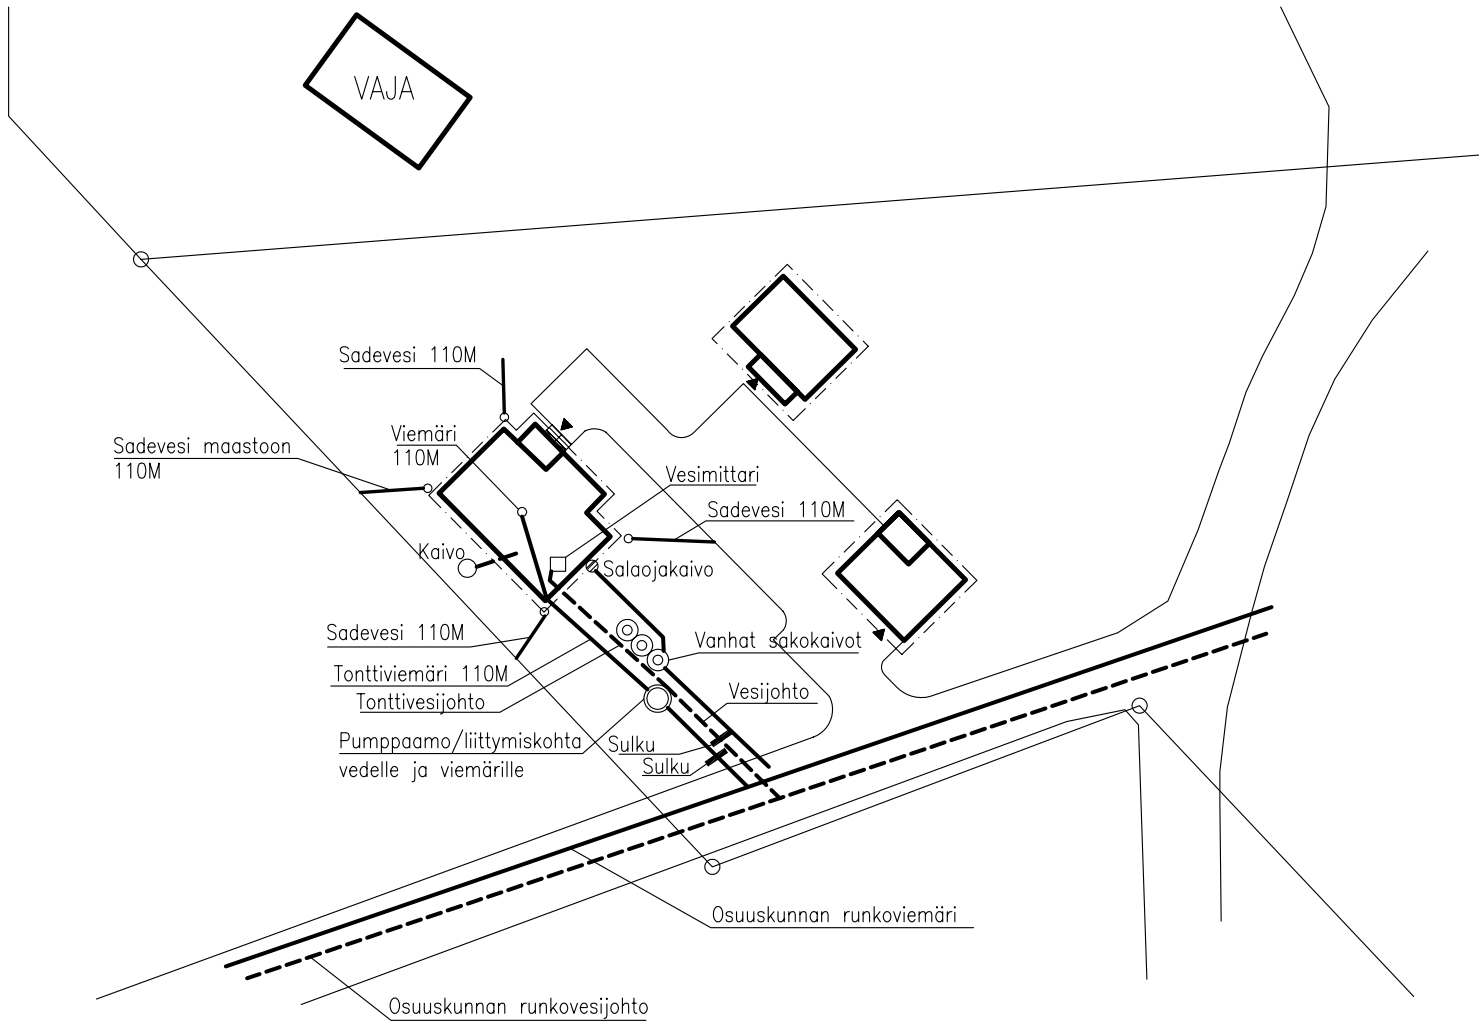 VAJA
Sadevesi 110M
Viemäri
110M
Sadevesi maastoon
110M
Vesimittari
Sadevesi 110M
Kaivo
Salaojakaivo
Sadevesi 110M
Vanhat sakokaivot
Tonttiviemäri 110M
Tonttivesijohto
Vesijohto
Pumppaamo/liittymiskohta
vedelle ja viemärille
Sulku
Sulku
Osuuskunnan runkoviemäri
Osuuskunnan runkovesijohto